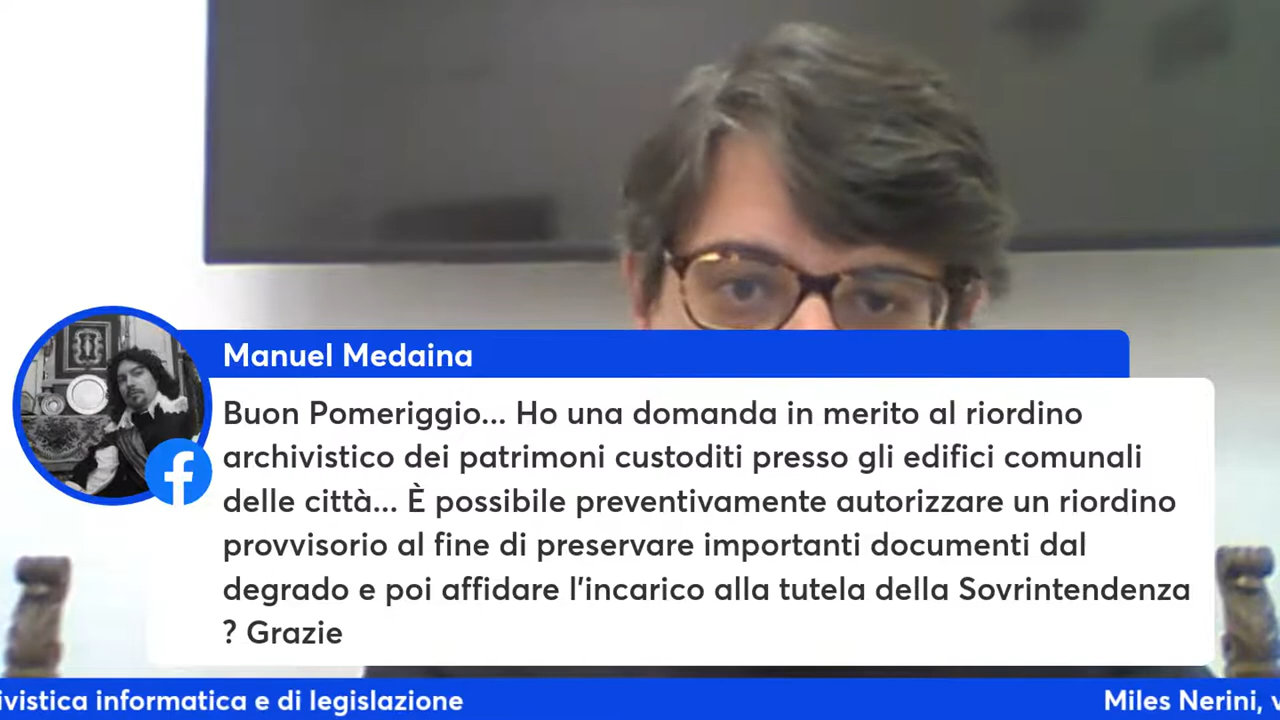 Manuel Medaina
Buon Pomeriggio... Ho una domanda in merito al riordino
archivistico dei patrimoni custoditi presso gli edifici comunali
delle città... È possibile preventivamente autorizzare un riordino
provvisorio al fine di preservare importanti documenti dal
degrado e poi affidare l'incarico alla tutela della Sovrintendenza
? Grazie
ivistica informatica e di legislazione
Miles Nerini, v